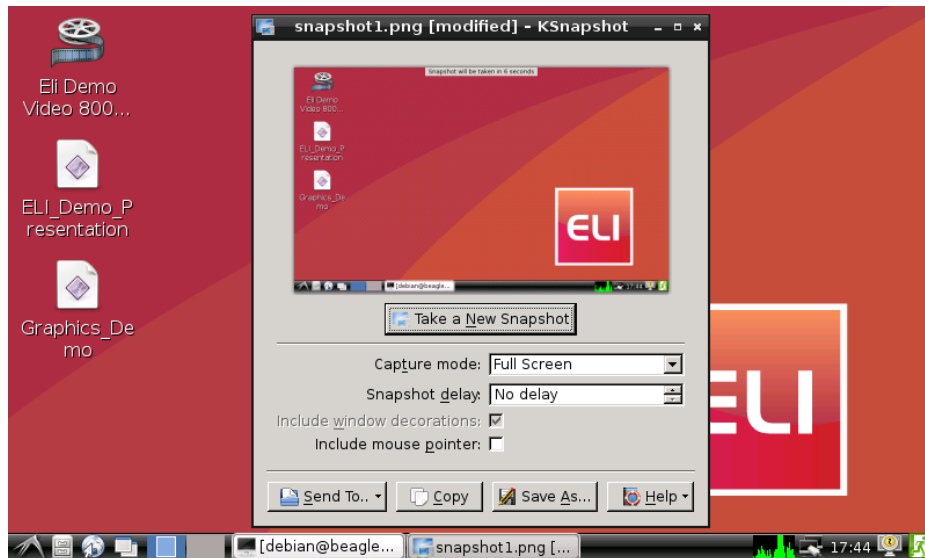 Eli Demo
Video 800...
ELI_Demo_P
resentation
Graphics_De
mo
snapshot1.png [modified] – KSnapshot
Snapshot will be taken in 6 seconds
Eli Demo
Video 800...
ELI_Demo_P
resentation
Graphics_De
mo
ELI
[debian@beagle...
17:44
Take a New Snapshot
Capture mode: Full Screen
Snapshot delay: No delay
Include window decorations:
Include mouse pointer:
Send To..
Copy
Save As...
Help
ELI
[debian@beagle...
snapshot1.png [...
17:44